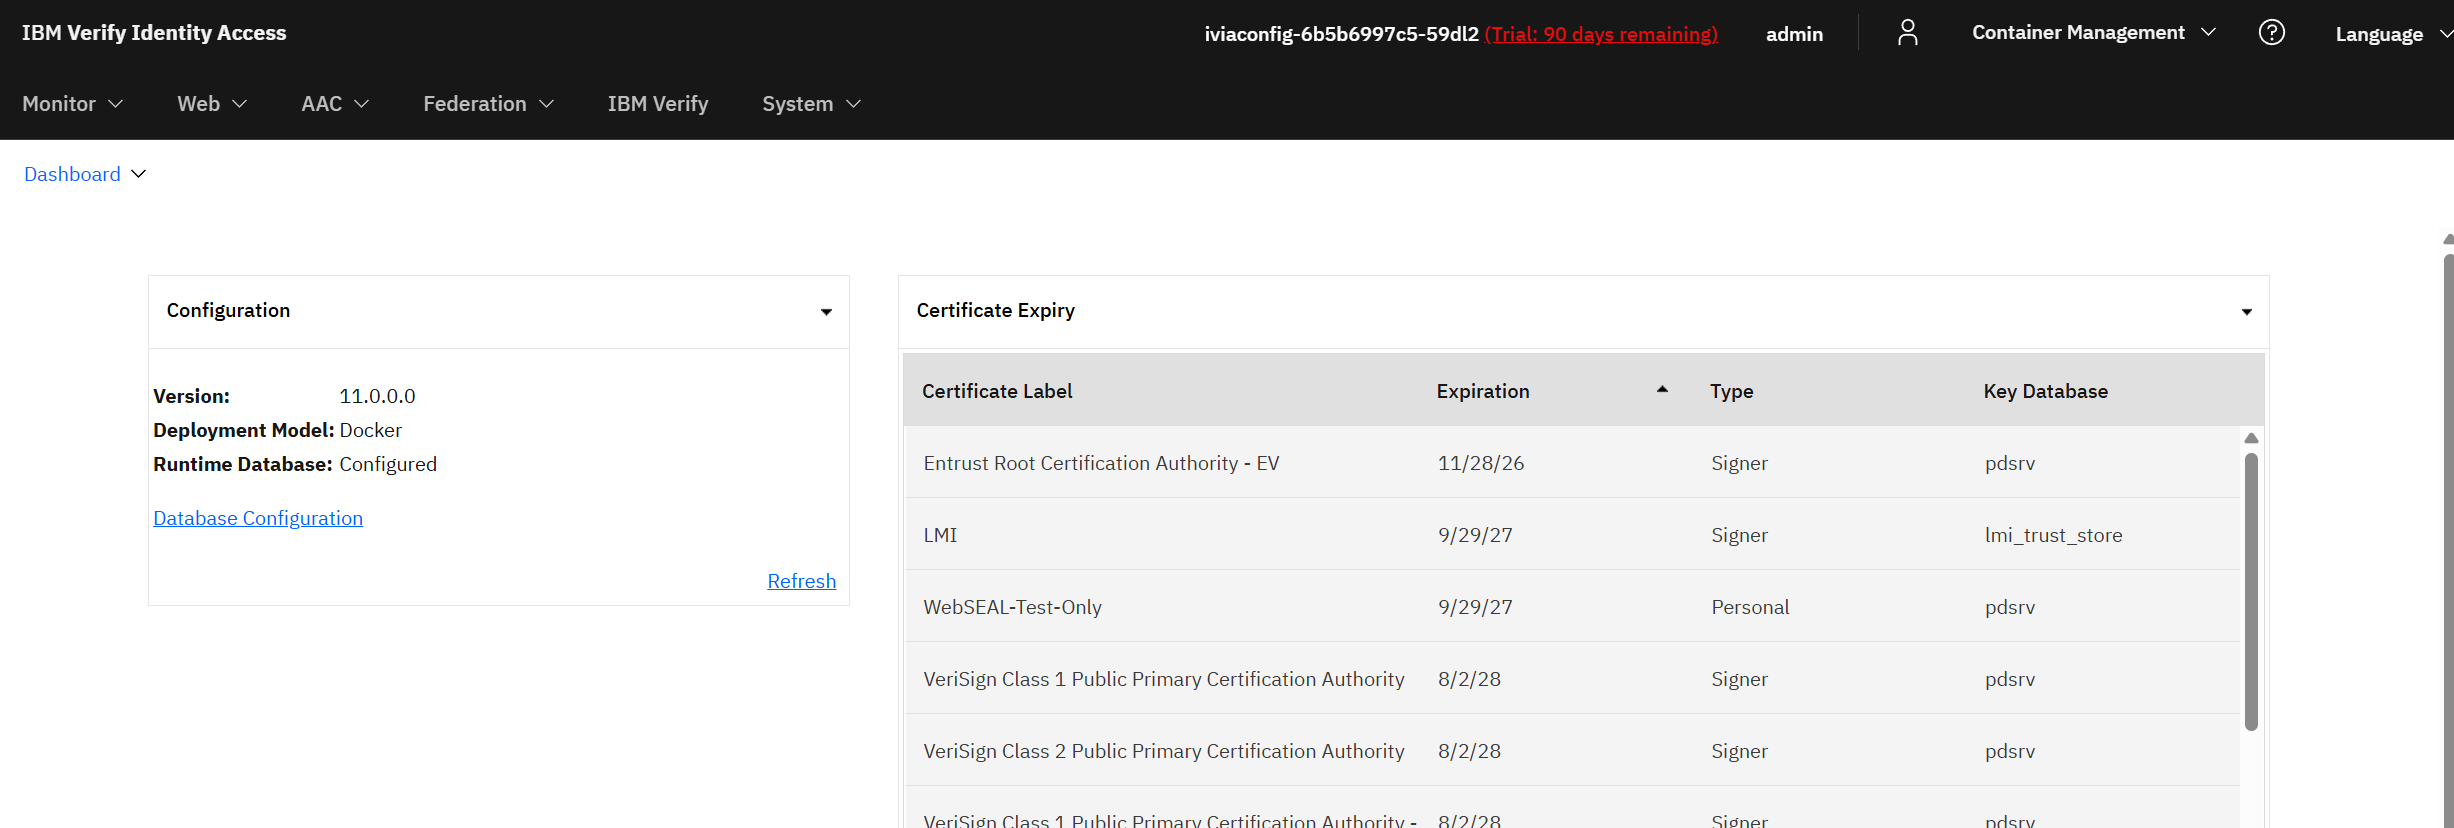 IBM Verify Identity Access
iviaconfig-6b5b6997c5-59dl2 (Trial: 90 days remaining) admin Container Management Language
Monitor Web AAC Federation IBM Verify System
Dashboard
Configuration
Version: 11.0.0.0
Deployment Model: Docker
Runtime Database: Configured
Database Configuration
Refresh
Certificate Expiry
Certificate Label Expiration Type Key Database
Entrust Root Certification Authority - EV 11/28/26 Signer pdsrv
LMI 9/29/27 Signer lmi_trust_store
WebSEAL-Test-Only 9/29/27 Personal pdsrv
VeriSign Class 1 Public Primary Certification Authority 8/2/28 Signer pdsrv
VeriSign Class 2 Public Primary Certification Authority 8/2/28 Signer pdsrv
VeriSign Class 1 Public Primary Certification Authority - 8/2/28 Signer pdsrv